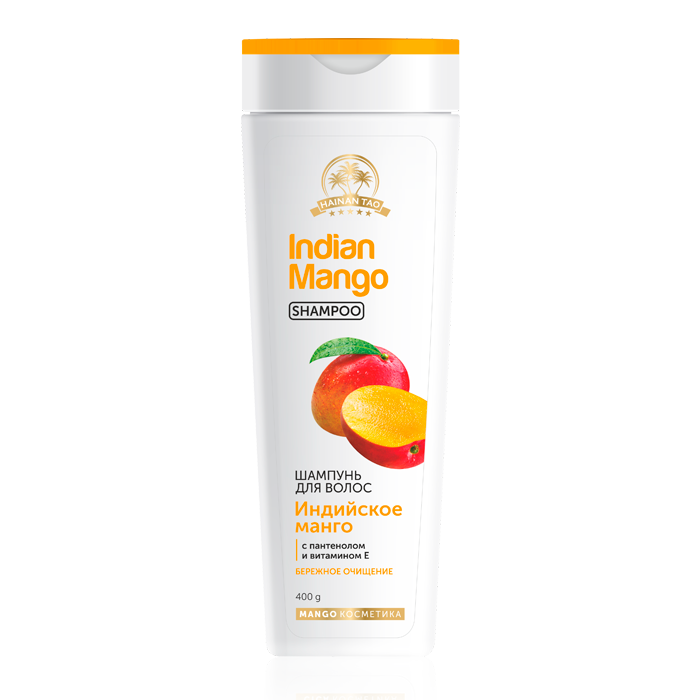 HAINAN TAO
Indian
Mango
SHAMPOO
ШАМПУНЬ
ДЛЯ ВОЛОС
Индийское
манго
с пантенолом
и витамином Е
БЕРЕЖНОЕ ОЧИЩЕНИЕ
400 g
MANGO КОСМЕТИКА